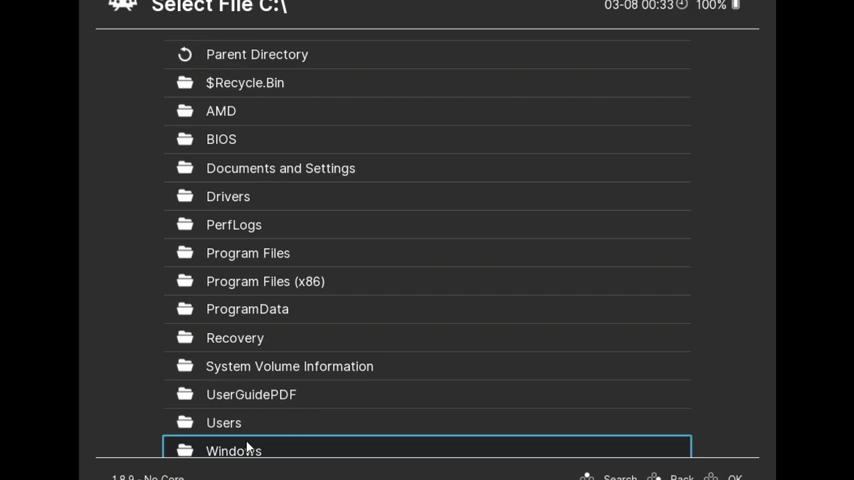 Select File C:\
03-08 00:33 100%
Parent Directory
$Recycle.Bin
AMD
BIOS
Documents and Settings
Drivers
PerfLogs
Program Files
Program Files (x86)
ProgramData
Recovery
System Volume Information
UserGuidePDF
Users
Windows
1.8.9 - No Core
Search Back OK